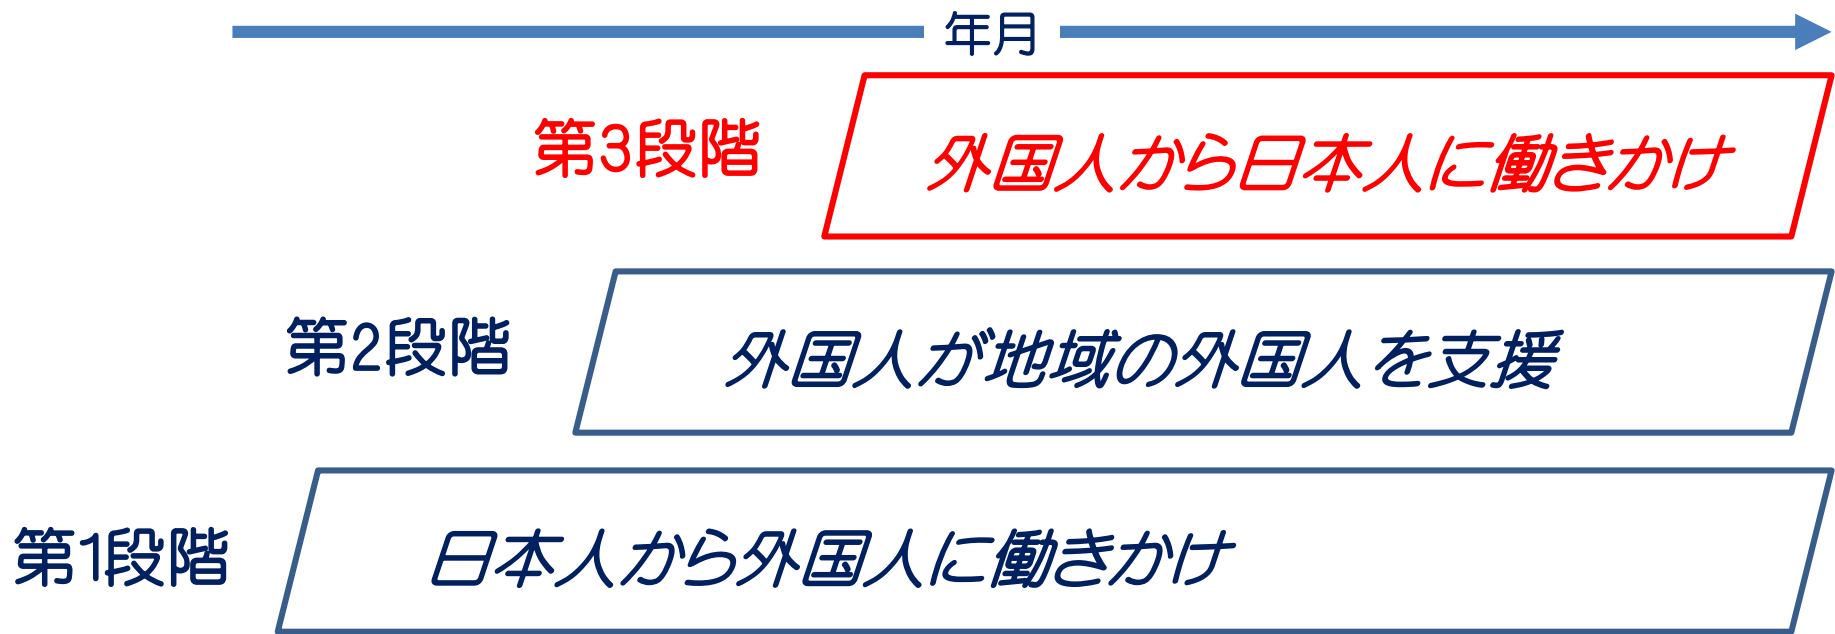 年月
第3段階 外国人から日本人に働きかけ
第2段階 外国人が地域の外国人を支援
第1段階 日本人から外国人に働きかけ